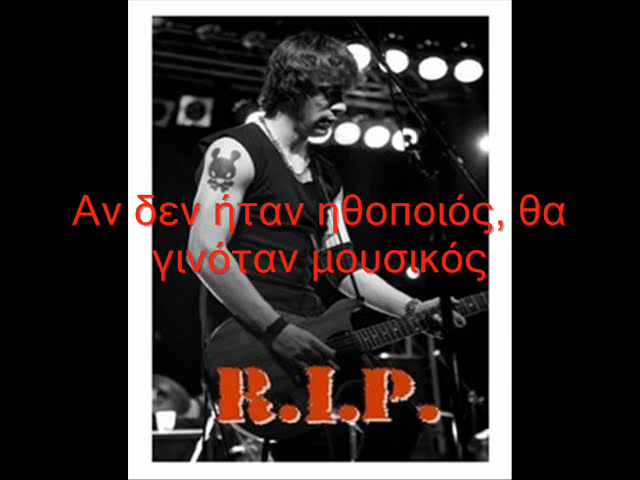 Αν δεν ήταν ηθοποιός, θα
γινόταν μουσικός
R.I.P.